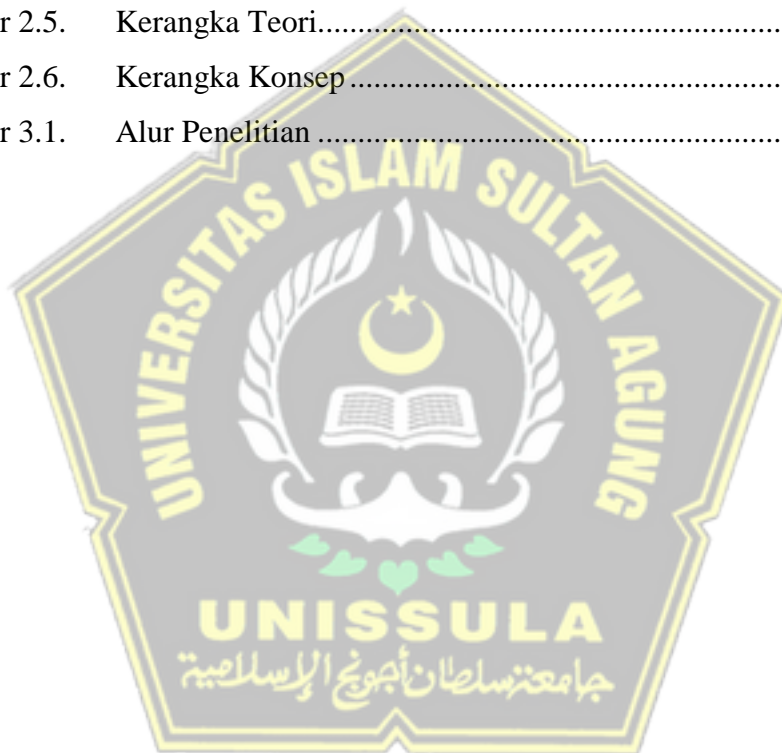 r 2.5. Kerangka Teori..............................................................
r 2.6. Kerangka Konsep..........................................................
r 3.1. Alur Penelitian ..............................................................
UNIVERSITAS ISLAM SULTAN AGUNG
UNISSULA
جامعة سلطان أجونج الإسلامية